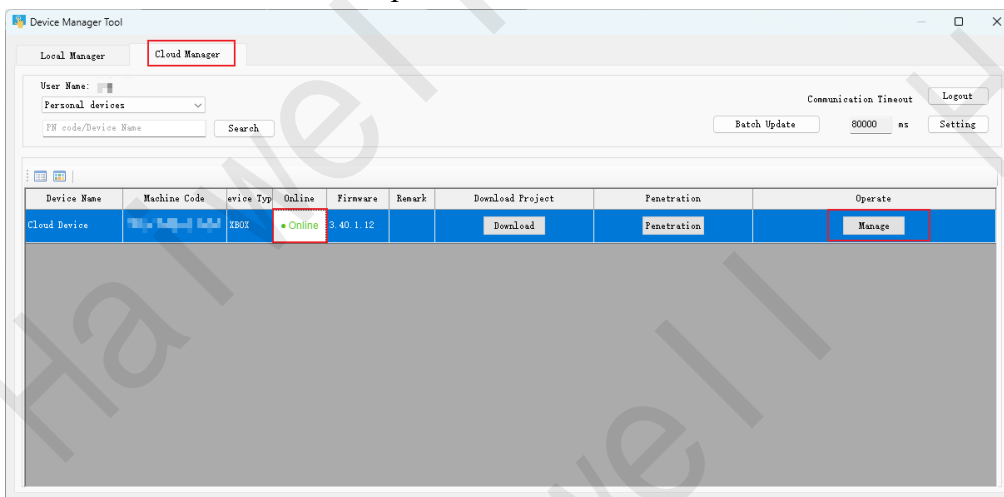 Device Manager Tool
Local Manager Cloud Manager
User Name:
Personal devices Communication Timeout Logout
PN code/Device Name Search Batch Update 80000 ms Setting
Device Name Machine Code evice Typ Online Firmware Remark Download Project Penetration Operate
Cloud Device XBOX • Online 3.40.1.12 Download Penetration Manage
Haiwell